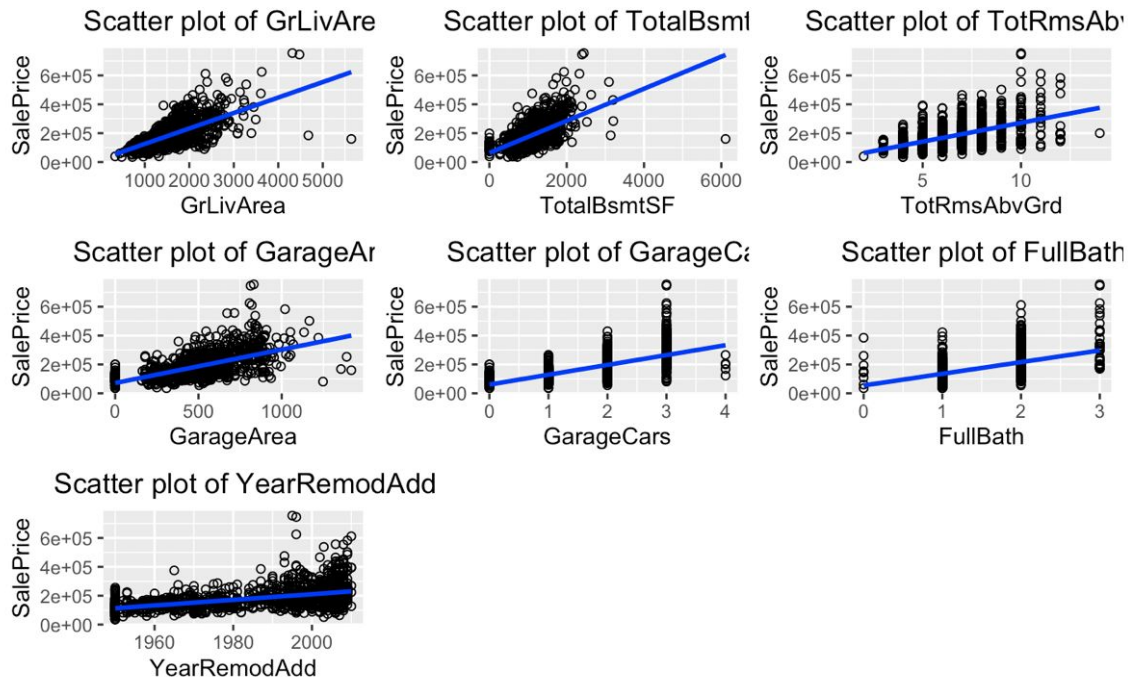 Scatter plot of GrLivAre
SalePrice
6e+05
4e+05
2e+05
0e+00
1000 2000 3000 4000 5000
GrLivArea
Scatter plot of TotalBsmt
SalePrice
6e+05
4e+05
2e+05
0e+00
0 2000 4000 6000
TotalBsmtSF
Scatter plot of TotRmsAbv
SalePrice
6e+05
4e+05
2e+05
0e+00
5 10
TotRmsAbvGrd
Scatter plot of GarageAr
SalePrice
6e+05
4e+05
2e+05
0e+00
0 500 1000
GarageArea
Scatter plot of GarageCa
SalePrice
6e+05
4e+05
2e+05
0e+00
0 1 2 3 4
GarageCars
Scatter plot of FullBath
SalePrice
6e+05
4e+05
2e+05
0e+00
0 1 2 3
FullBath
Scatter plot of YearRemodAdd
SalePrice
6e+05
4e+05
2e+05
0e+00
1960 1980 2000
YearRemodAdd